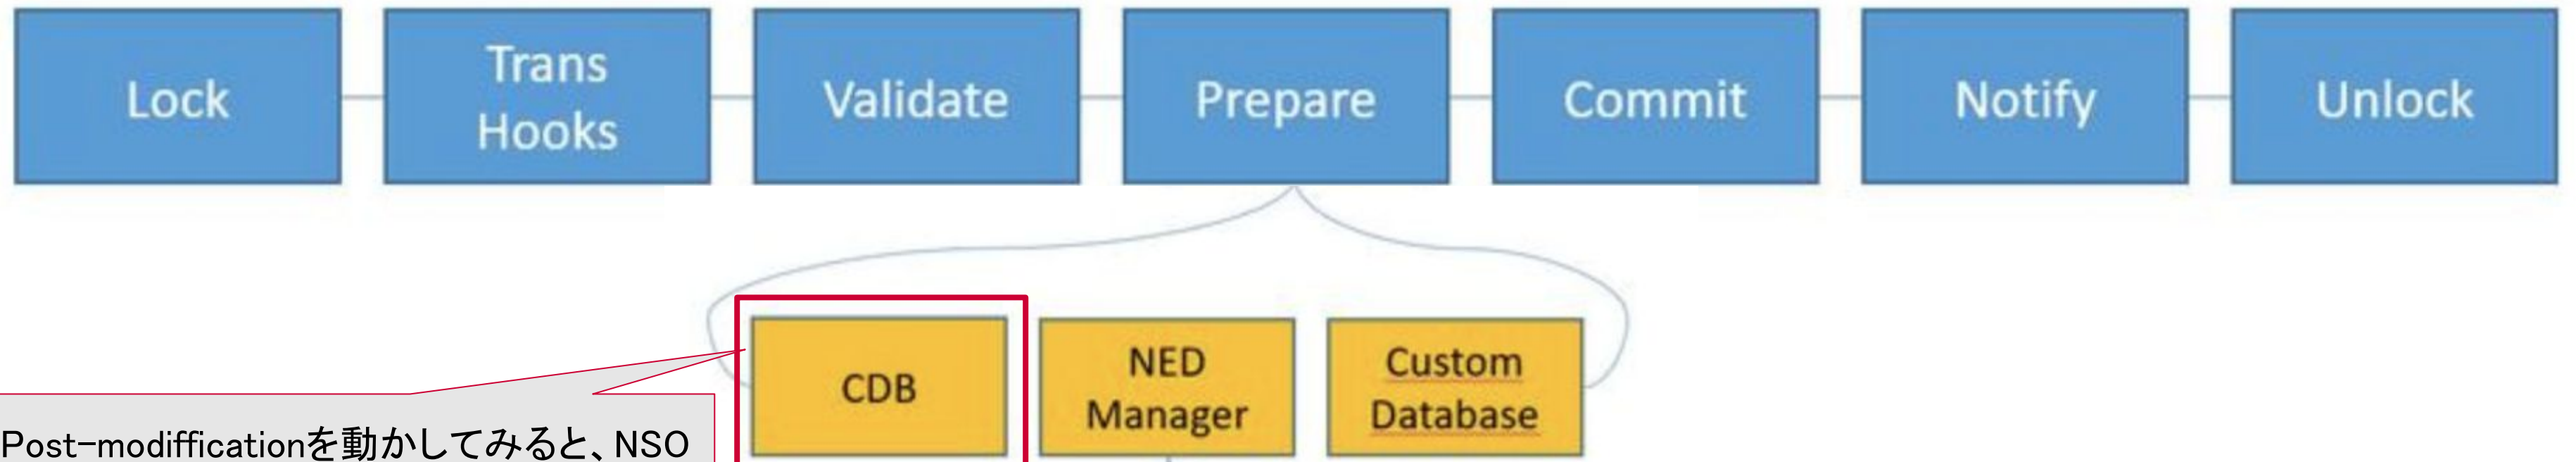 Lock
Trans
Hooks
Validate
Prepare
Commit
Notify
Unlock
CDB
NED
Manager
Custom
Database
Post-modifficationを動かしてみると、NSO